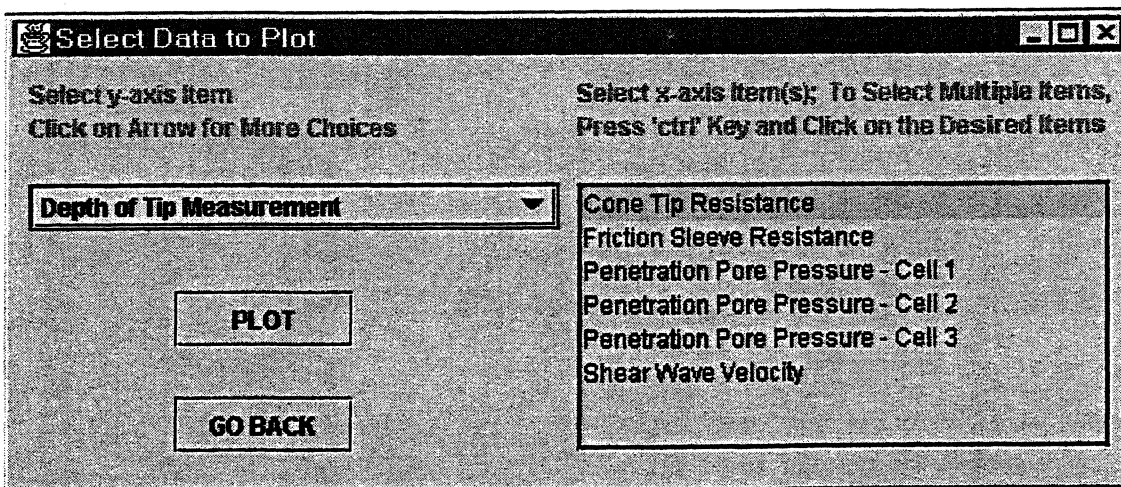 Select Data to Plot
Select y-axis item
Click on Arrow for More Choices
Select x-axis item(s); To Select Multiple Items,
Press 'ctrl' Key and Click on the Desired Items
Depth of Tip Measurement
PLOT
GO BACK
Cone Tip Resistance
Friction Sleeve Resistance
Penetration Pore Pressure - Cell 1
Penetration Pore Pressure - Cell 2
Penetration Pore Pressure - Cell 3
Shear Wave Velocity